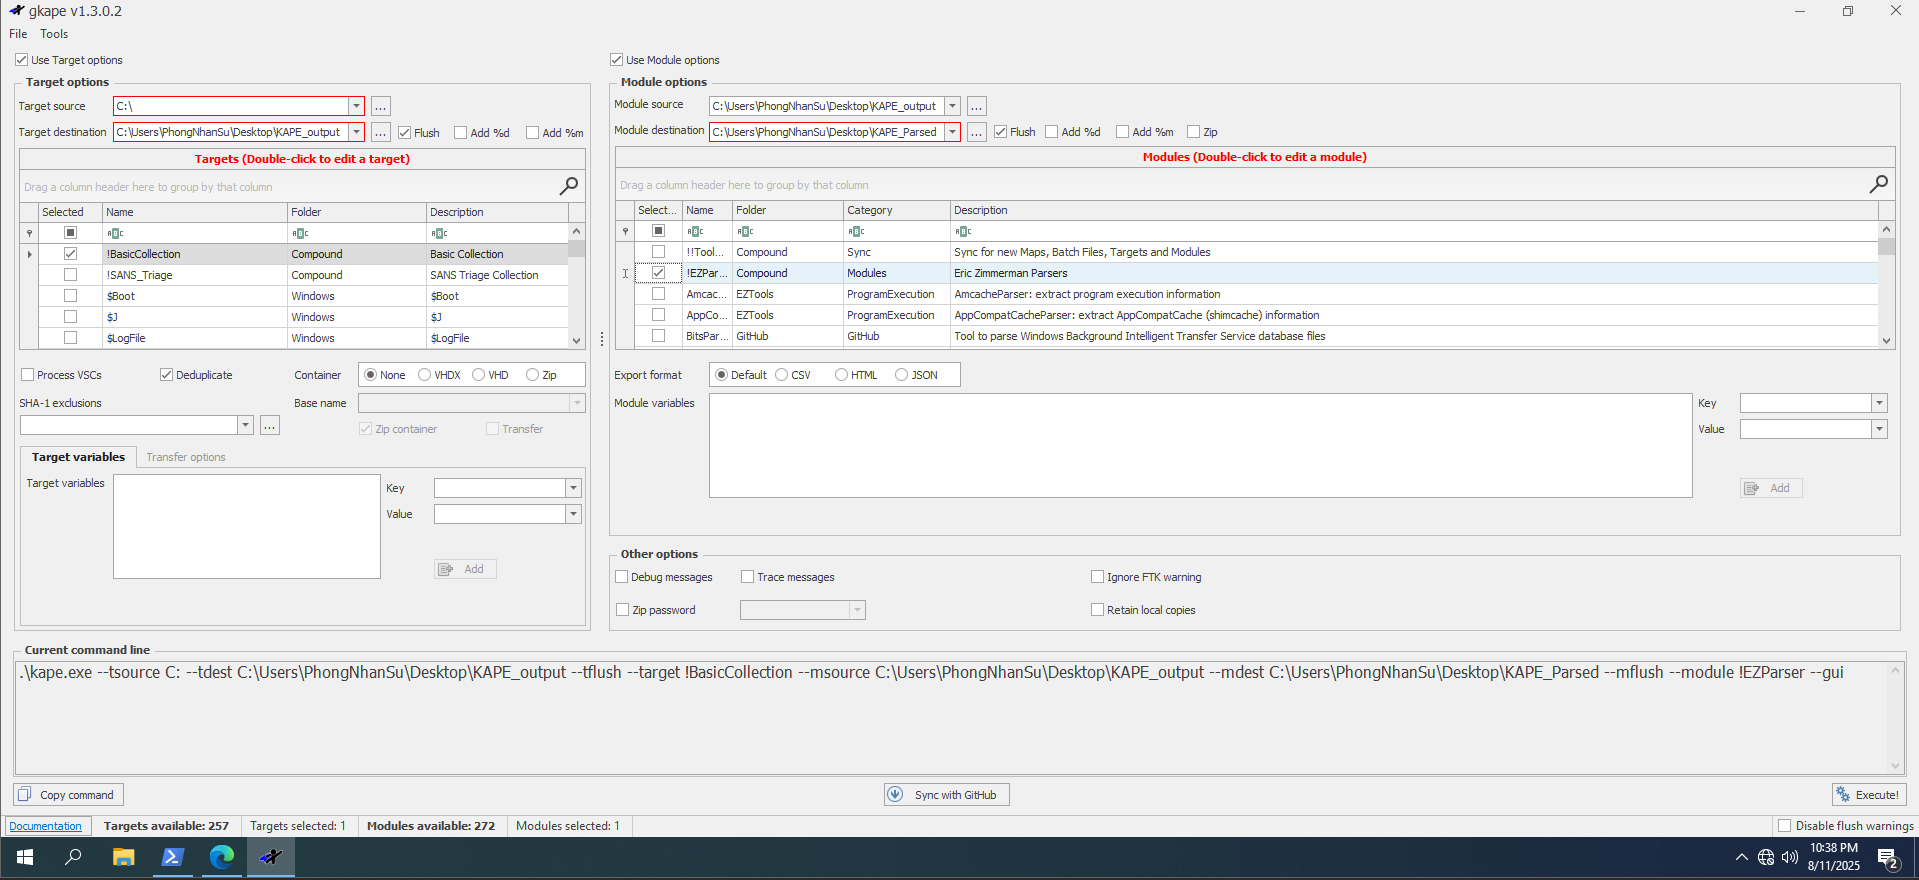 gkape v1.3.0.2
File Tools
Use Target options
Target options
Target source C:\ ...
Target destination C:\Users\PhongNhanSu\Desktop\KAPE_output ... Flush Add %d Add %m
Targets (Double-click to edit a target)
Drag a column header here to group by that column
Selected Name Folder Description
ABC ABC ABC
!BasicCollection Compound Basic Collection
!SANS_Triage Compound SANS Triage Collection
$Boot Windows $Boot
$J Windows $J
$LogFile Windows $LogFile
Process VSCs Deduplicate Container None VHDX VHD Zip
SHA-1 exclusions Base name
... Zip container Transfer
Target variables Transfer options
Target variables Key
Value
Add
Use Module options
Module options
Module source C:\Users\PhongNhanSu\Desktop\KAPE_output ...
Module destination C:\Users\PhongNhanSu\Desktop\KAPE_Parsed ... Flush Add %d Add %m Zip
Modules (Double-click to edit a module)
Drag a column header here to group by that column
Select... Name Folder Category Description
ABC ABC ABC ABC
!!Tool... Compound Sync Sync for new Maps, Batch Files, Targets and Modules
!EZPar... Compound Modules Eric Zimmerman Parsers
Amcac... EZTools ProgramExecution AmcacheParser: extract program execution information
AppCo... EZTools ProgramExecution AppCompatCacheParser: extract AppCompatCache (shimcache) information
BitsPar... GitHub GitHub Tool to parse Windows Background Intelligent Transfer Service database files
Export format Default CSV HTML JSON
Module variables Key
Value
Add
Other options
Debug messages Trace messages Ignore FTK warning
Zip password Retain local copies
Current command line
.\kape.exe --tsource C: --tdest C:\Users\PhongNhanSu\Desktop\KAPE_output --tflush --target !BasicCollection --msource C:\Users\PhongNhanSu\Desktop\KAPE_output --mdest C:\Users\PhongNhanSu\Desktop\KAPE_Parsed --mflush --module !EZParser --gui
Copy command Sync with GitHub Execute!
Documentation Targets available: 257 Targets selected: 1 Modules available: 272 Modules selected: 1 Disable flush warnings
10:38 PM
8/11/2025
2